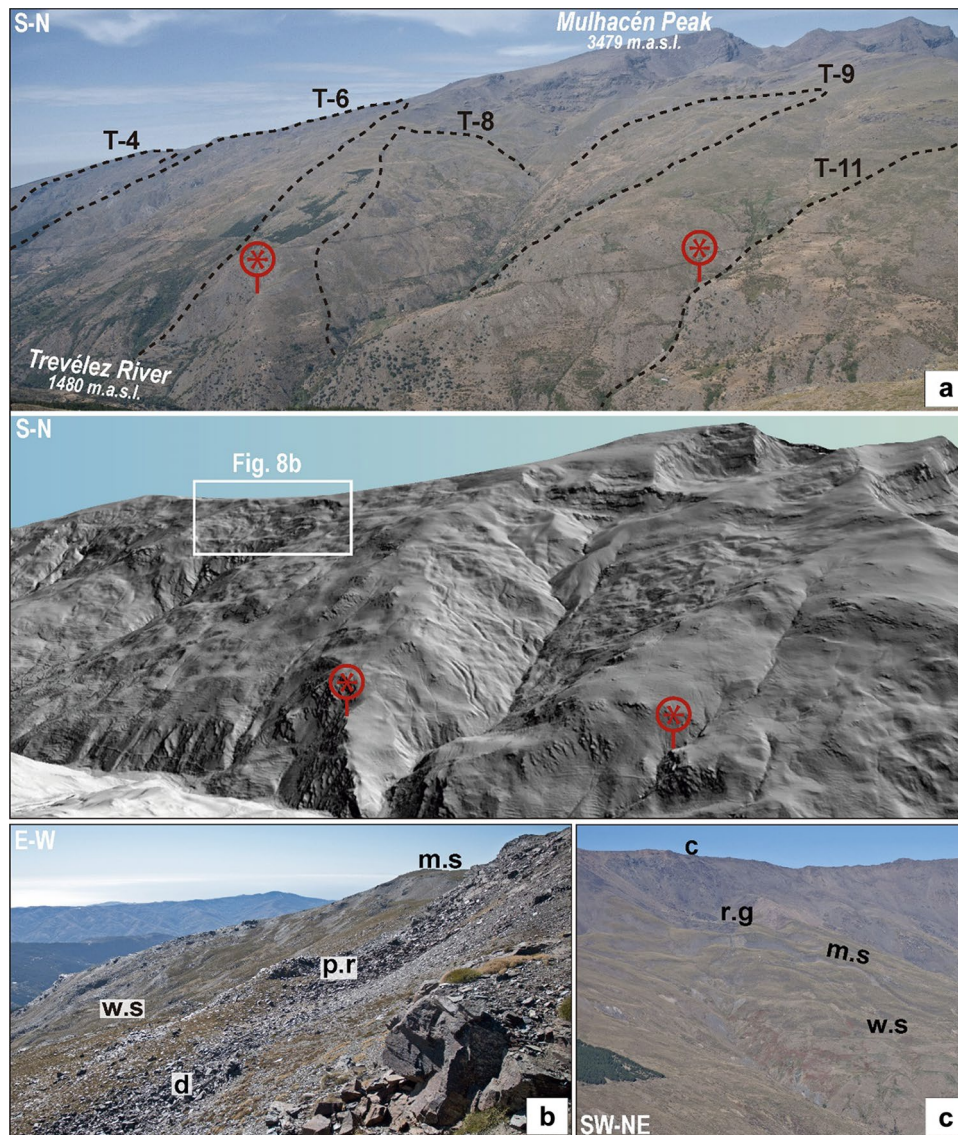 S-N
Mulhacén Peak
3479 m.a.s.l.
T-4
T-6
T-8
T-9
T-11
Trevélez River
1480 m.a.s.l.
a
S-N
Fig. 8b
E-W
m.s
p.r
w.s
d
b
c
r.g
m.s
w.s
SW-NE
c